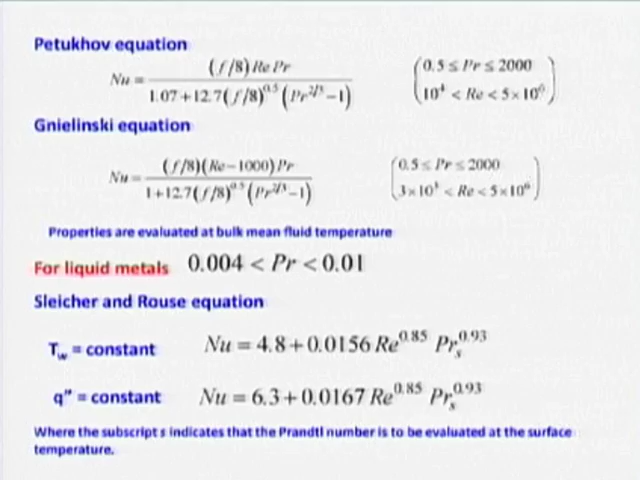 Petukhov equation
Nu = (f/8) Re Pr / 1.07+12.7(f/8)^0.5 (Pr^2/3 −1)
(0.5 ≤ Pr ≤ 2000
10^4 < Re < 5×10^6)
Gnielinski equation
Nu = (f/8)(Re−1000) Pr / 1+12.7(f/8)^0.5 (Pr^2/3 −1)
(0.5 ≤ Pr ≤ 2000
3×10^3 < Re < 5×10^6)
Properties are evaluated at bulk mean fluid temperature
For liquid metals 0.004 < Pr < 0.01
Sleicher and Rouse equation
T_w = constant Nu = 4.8 + 0.0156 Re^0.85 Pr_s^0.93
q" = constant Nu = 6.3 + 0.0167 Re^0.85 Pr_s^0.93
Where the subscript s indicates that the Prandtl number is to be evaluated at the surface
temperature.